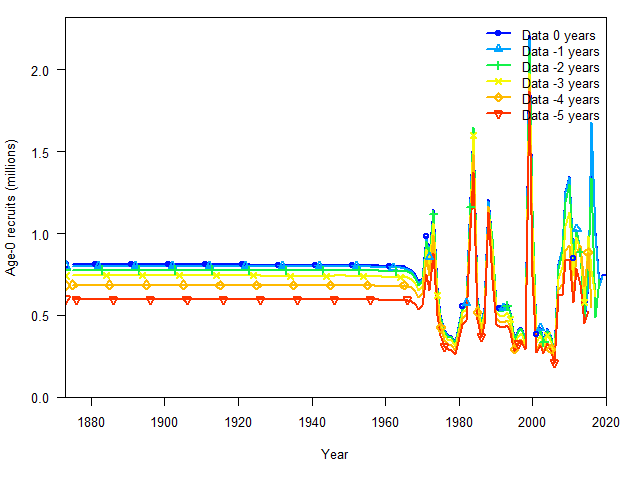 Data 0 years
Data -1 years
Data -2 years
Data -3 years
Data -4 years
Data -5 years
Age-0 recruits (millions)
2.0
1.5
1.0
0.5
0.0
1880 1900 1920 1940 1960 1980 2000 2020
Year